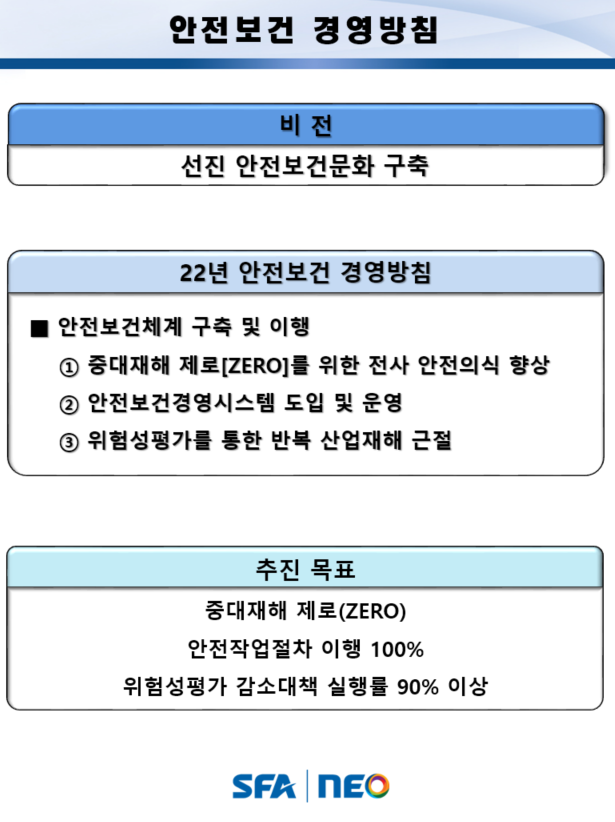 안전보건 경영방침
비 전
선진 안전보건문화 구축
22년 안전보건 경영방침
■ 안전보건체계 구축 및 이행
① 중대재해 제로[ZERO]를 위한 전사 안전의식 향상
② 안전보건경영시스템 도입 및 운영
③ 위험성평가를 통한 반복 산업재해 근절
추진 목표
중대재해 제로(ZERO)
안전작업절차 이행 100%
위험성평가 감소대책 실행률 90% 이상
SFA NEO